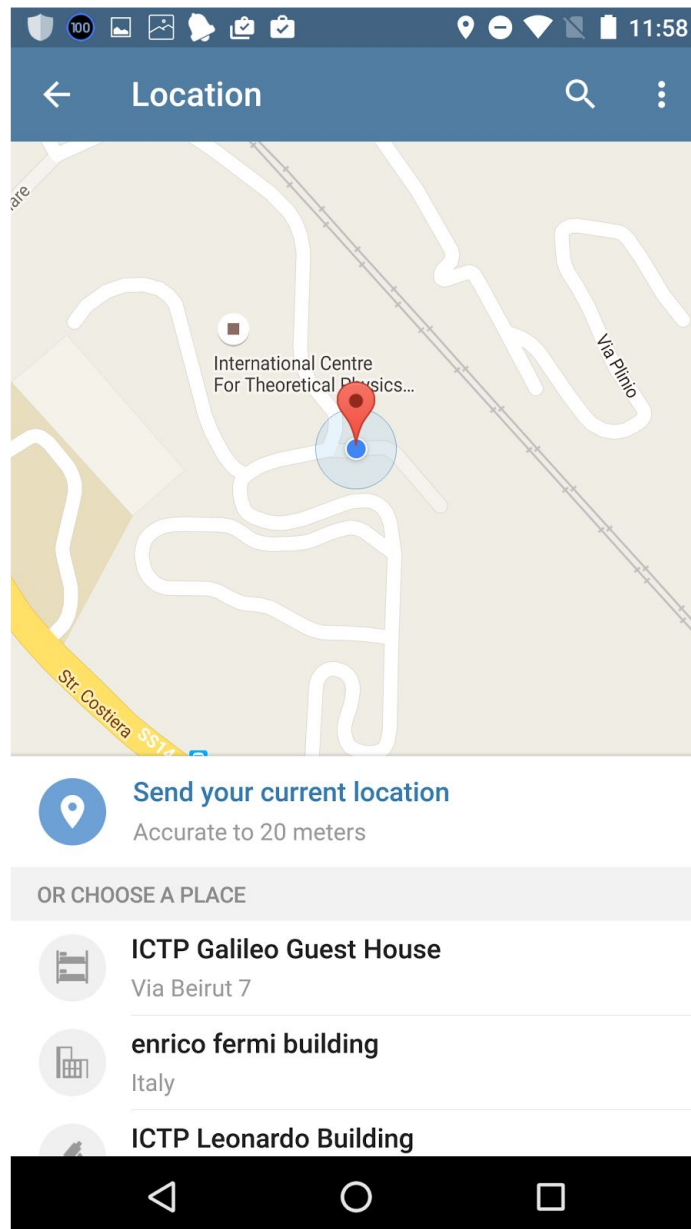 100
11:58
Location
are
International Centre
For Theoretical Physics...
Via Plinio
Str. Costiera
SS14
Send your current location
Accurate to 20 meters
OR CHOOSE A PLACE
ICTP Galileo Guest House
Via Beirut 7
enrico fermi building
Italy
ICTP Leonardo Building